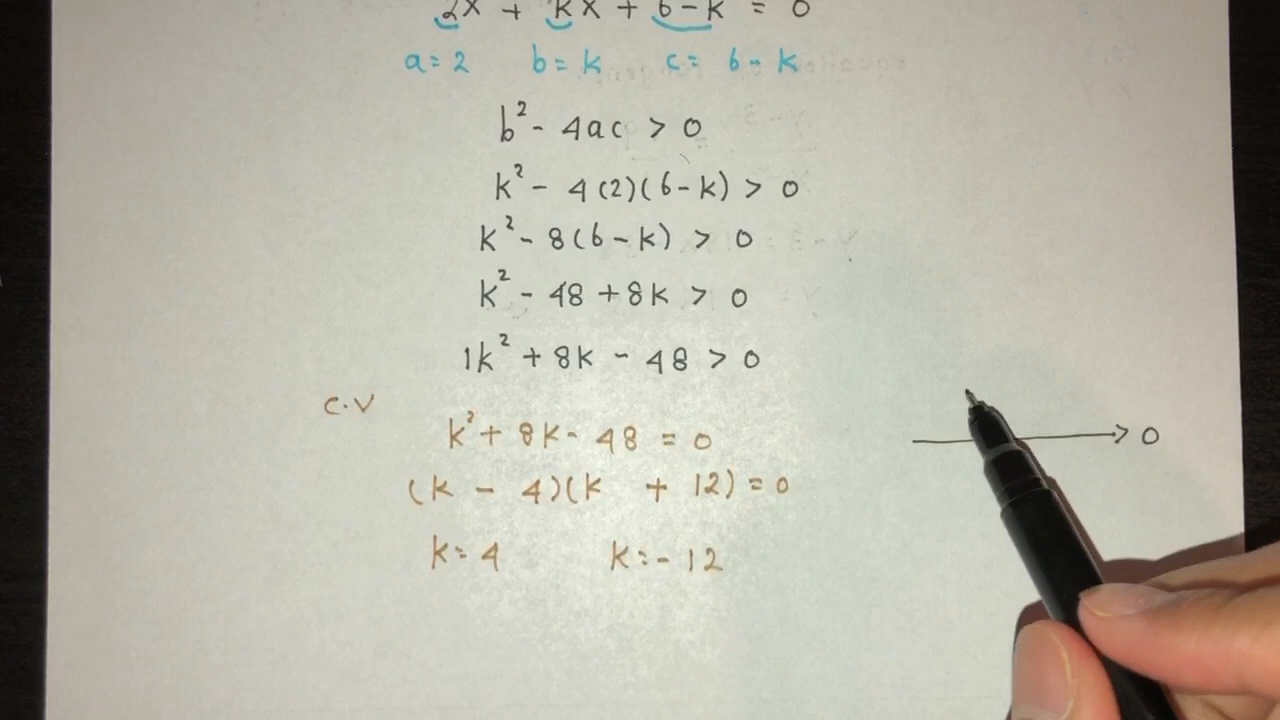 2x + kx + 6-k = 0
a=2 b=k c= 6-k
b² - 4ac > 0
k² - 4(2)(6-k) > 0
k² - 8(6-k) > 0
k² - 48 + 8k > 0
1k² + 8k - 48 > 0
C.V
k² + 8k - 48 = 0
0
(k - 4)(k + 12) = 0
k=4 k=-12